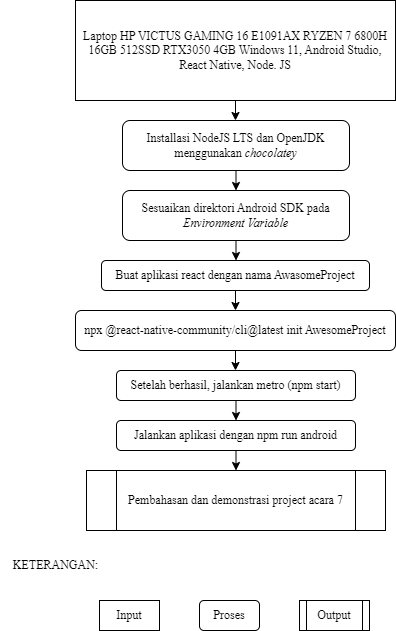 Laptop HP VICTUS GAMING 16 E1091AX RYZEN 7 6800H
16GB 512SSD RTX3050 4GB Windows 11, Android Studio,
React Native, Node. JS
Installasi NodeJS LTS dan OpenJDK
menggunakan chocolatey
Sesuaikan direktori Android SDK pada
Environment Variable
Buat aplikasi react dengan nama AwasomeProject
npx @react-native-community/cli@latest init AwesomeProject
Setelah berhasil, jalankan metro (npm start)
Jalankan aplikasi dengan npm run android
Pembahasan dan demonstrasi project acara 7
KETERANGAN:
Input
Proses
Output